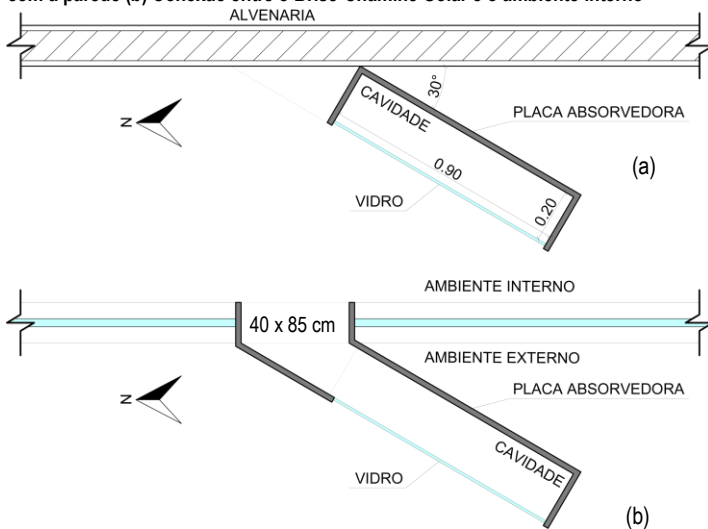 com a parede (b) Conexão entre o Brise-Chaminé Solar e o ambiente interno
ALVENARIA
30°
CAVIDADE
PLACA ABSORVEDORA
N
(a)
0.90
VIDRO
0.20
AMBIENTE INTERNO
40 x 85 cm
AMBIENTE EXTERNO
PLACA ABSORVEDORA
N
CAVIDADE
VIDRO
(b)